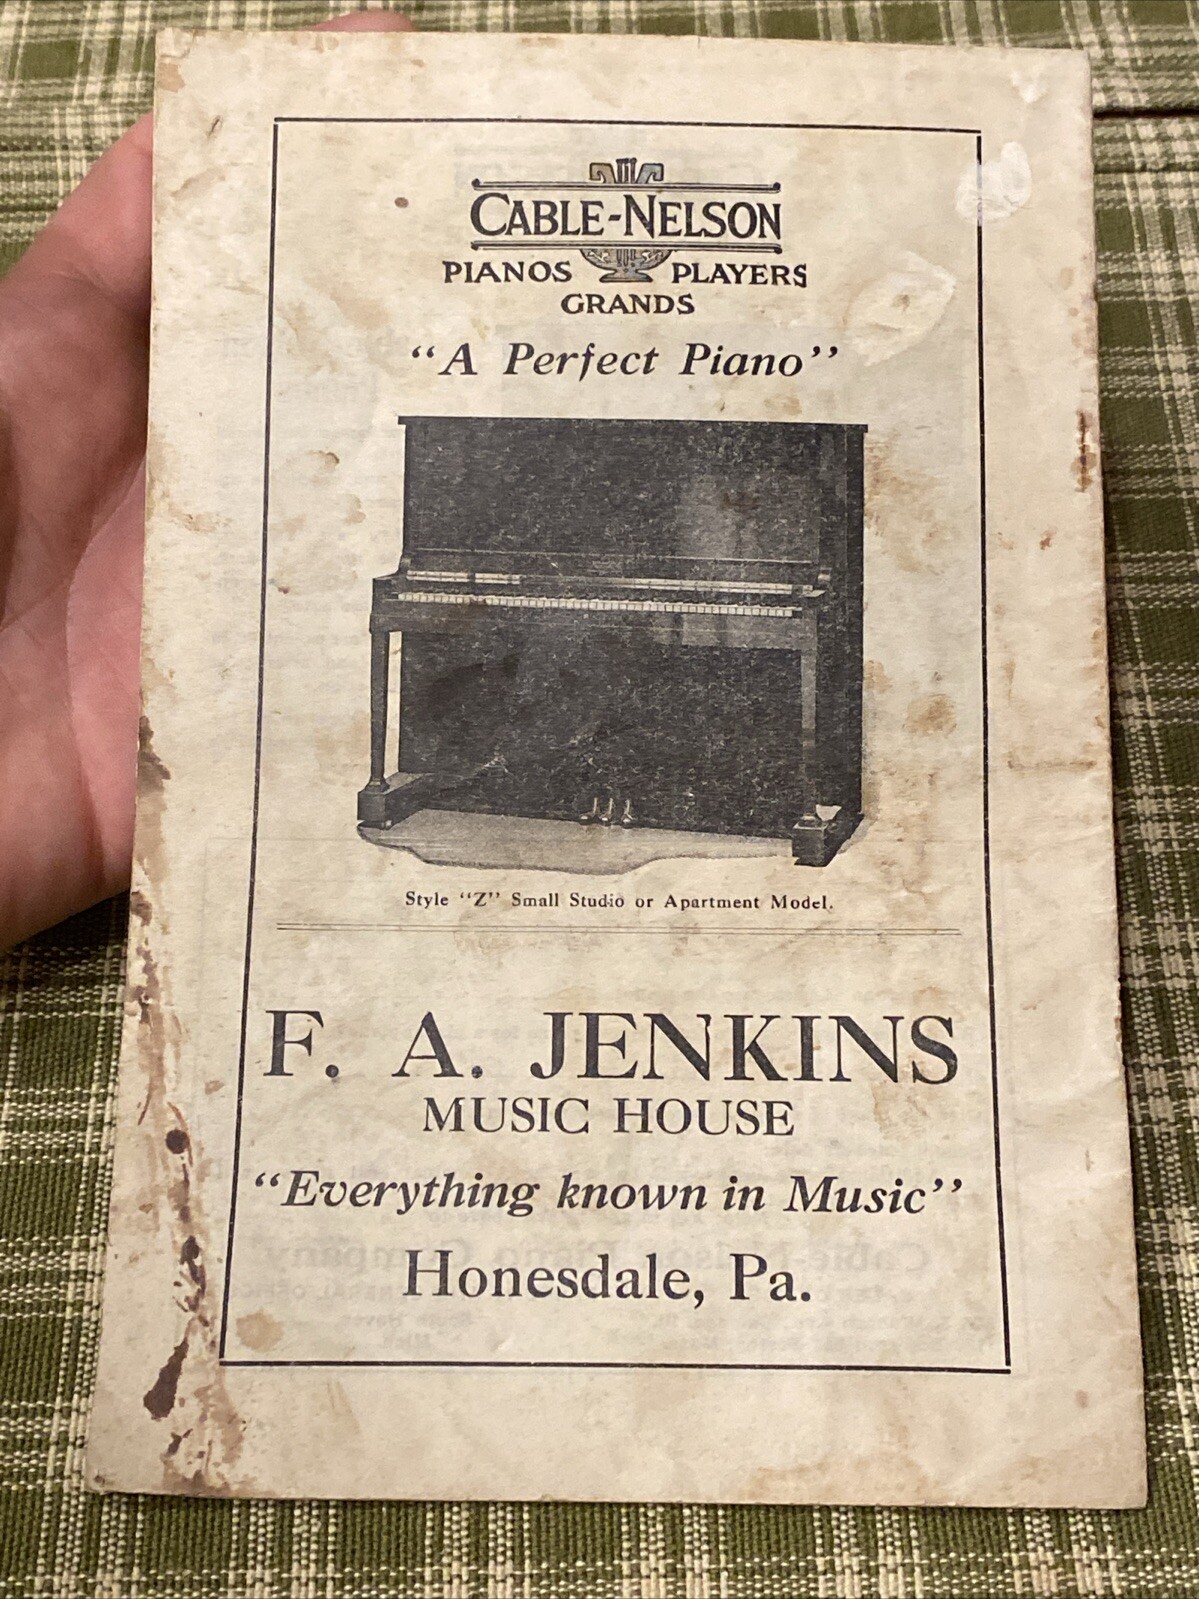 CABLE-NELSON
PIANOS PLAYERS
GRANDS
"A Perfect Piano"
Style "Z" Small Studio or Apartment Model.
F. A. JENKINS
MUSIC HOUSE
"Everything known in Music"
Honesdale, Pa.